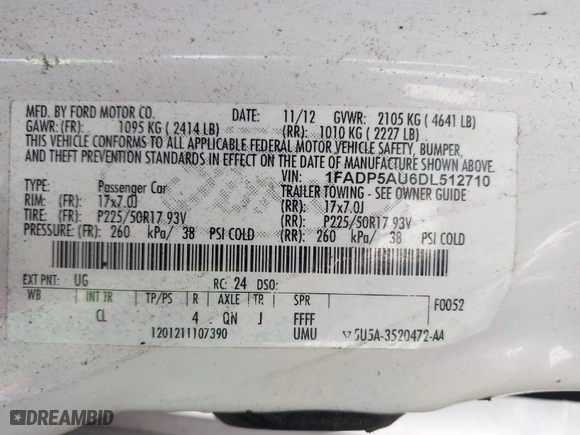 MFD. BY FORD MOTOR CO. DATE: 11/12 GVWR: 2105 KG ( 4641 LB)
GAWR: (FR): 1095 KG ( 2414 LB) (RR): 1010 KG ( 2227 LB)
THIS VEHICLE CONFORMS TO ALL APPLICABLE FEDERAL MOTOR VEHICLE SAFETY, BUMPER,
AND THEFT PREVENTION STANDARDS IN EFFECT ON THE DATE OF MANUFACTURE SHOWN ABOVE.
VIN: 1FADP5AU6DL512710
TYPE: Passenger Car TRAILER TOWING - SEE OWNER GUIDE
RIM: (FR): 17x7.0J (RR): 17x7.0J
TIRE: (FR): P225/50R17 93V (RR): P225/50R17 93V
PRESSURE: (FR): 260 kPa/ 38 PSI COLD (RR): 260 kPa/ 38 PSI COLD
EXT PNT: UG RC: 24 DSO:
WB INT TR TP/PS R AXLE TR SPR F0052
CL 4 QN J FFFF
1201211107390 UMU 5U5A-3520472-AA
DREAMBID